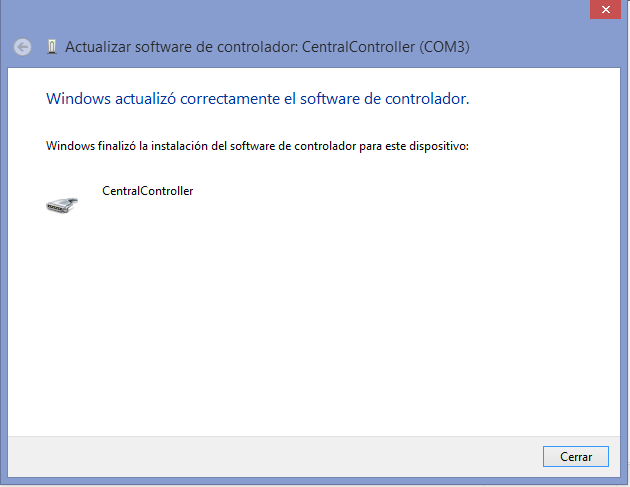 Actualizar software de controlador: CentralController (COM3)
Windows actualizó correctamente el software de controlador.
Windows finalizó la instalación del software de controlador para este dispositivo:
CentralController
Cerrar